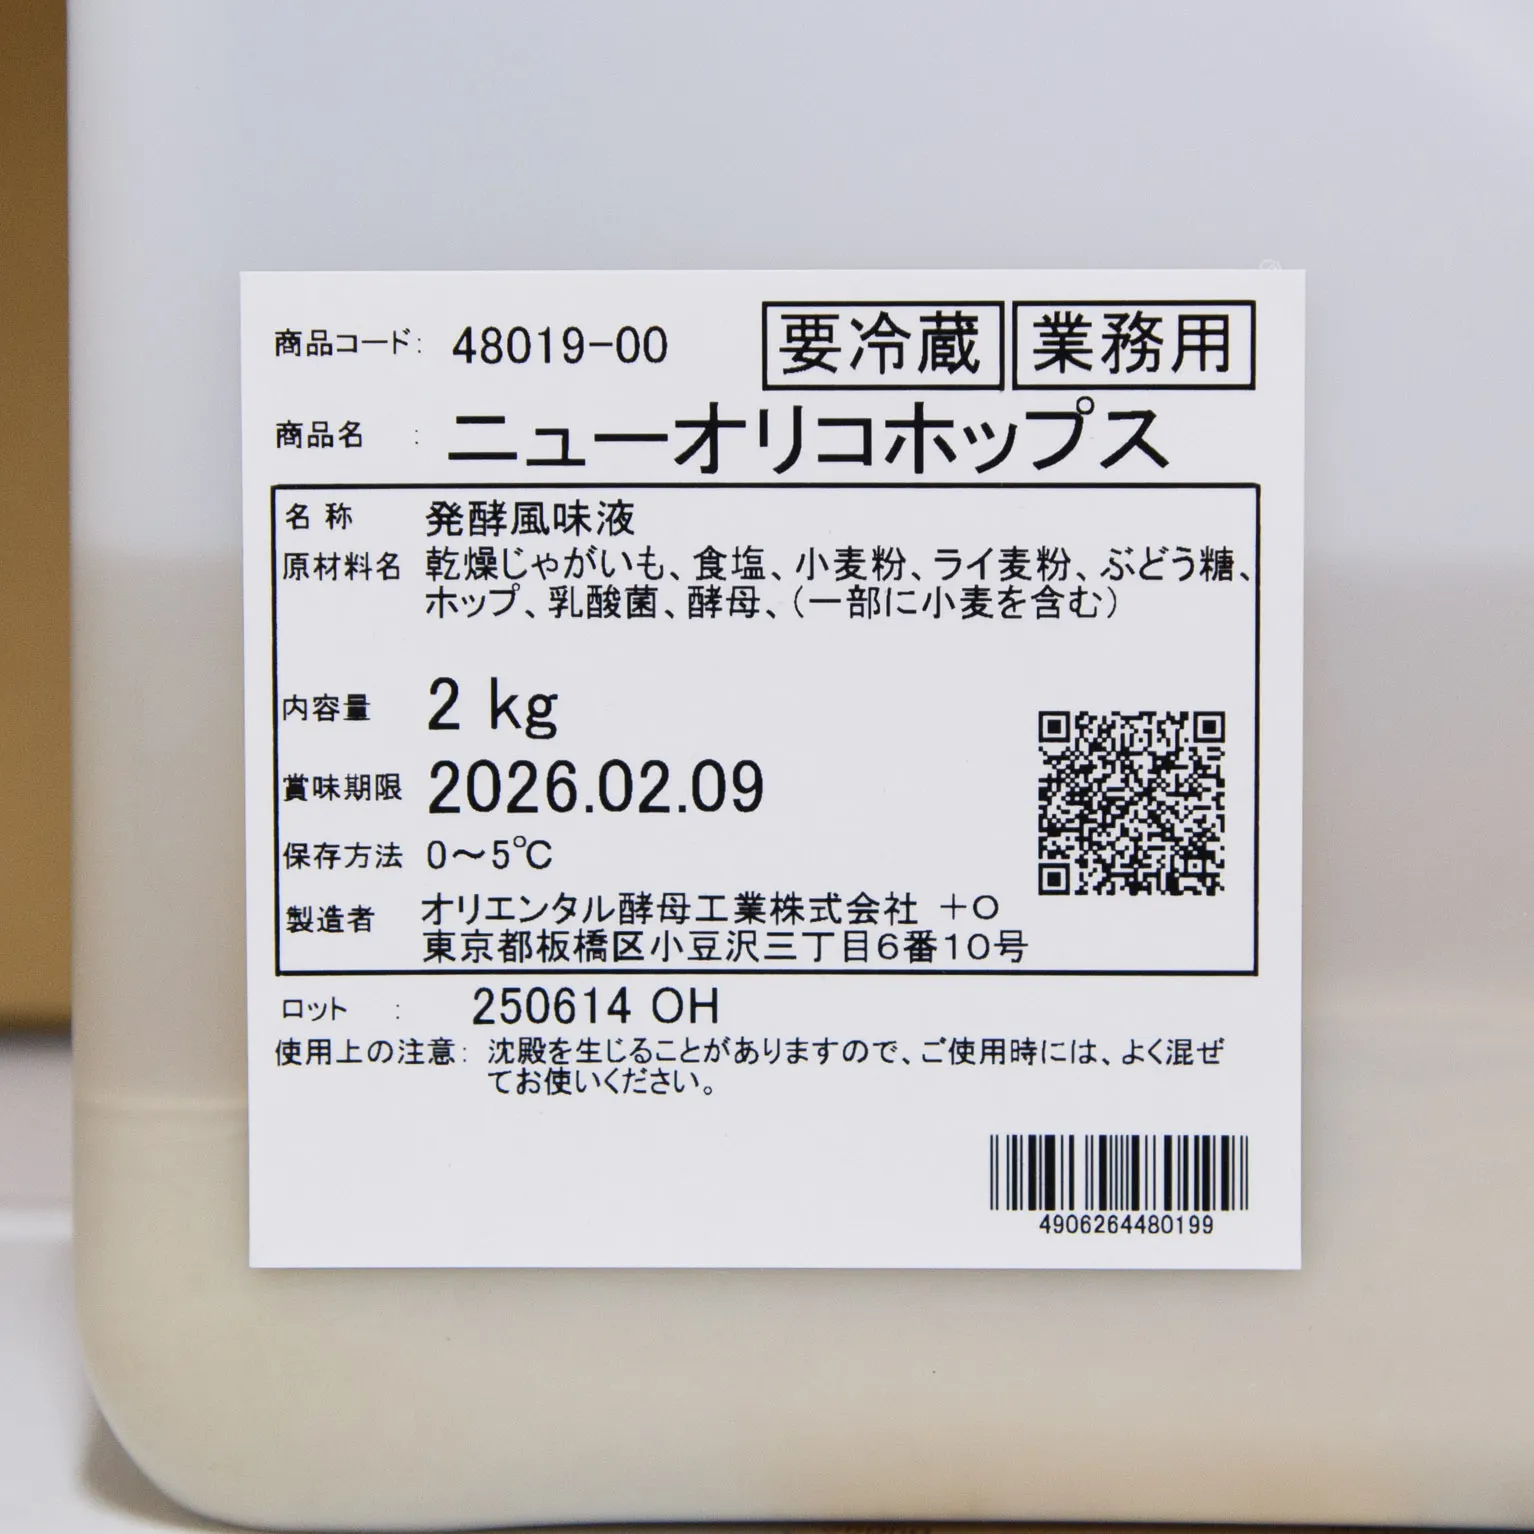 商品コード: 48019-00 要冷蔵 業務用
商品名 : ニューオリコホップス
名 称 発酵風味液
原材料名 乾燥じゃがいも、食塩、小麦粉、ライ麦粉、ぶどう糖、
ホップ、乳酸菌、酵母、(一部に小麦を含む)
内容量 2 kg
賞味期限 2026.02.09
保存方法 0～5℃
製造者 オリエンタル酵母工業株式会社 +O
東京都板橋区小豆沢三丁目6番10号
ロット : 250614 OH
使用上の注意: 沈殿を生じることがありますので、ご使用時には、よく混ぜ
てお使いください。
4906264480199